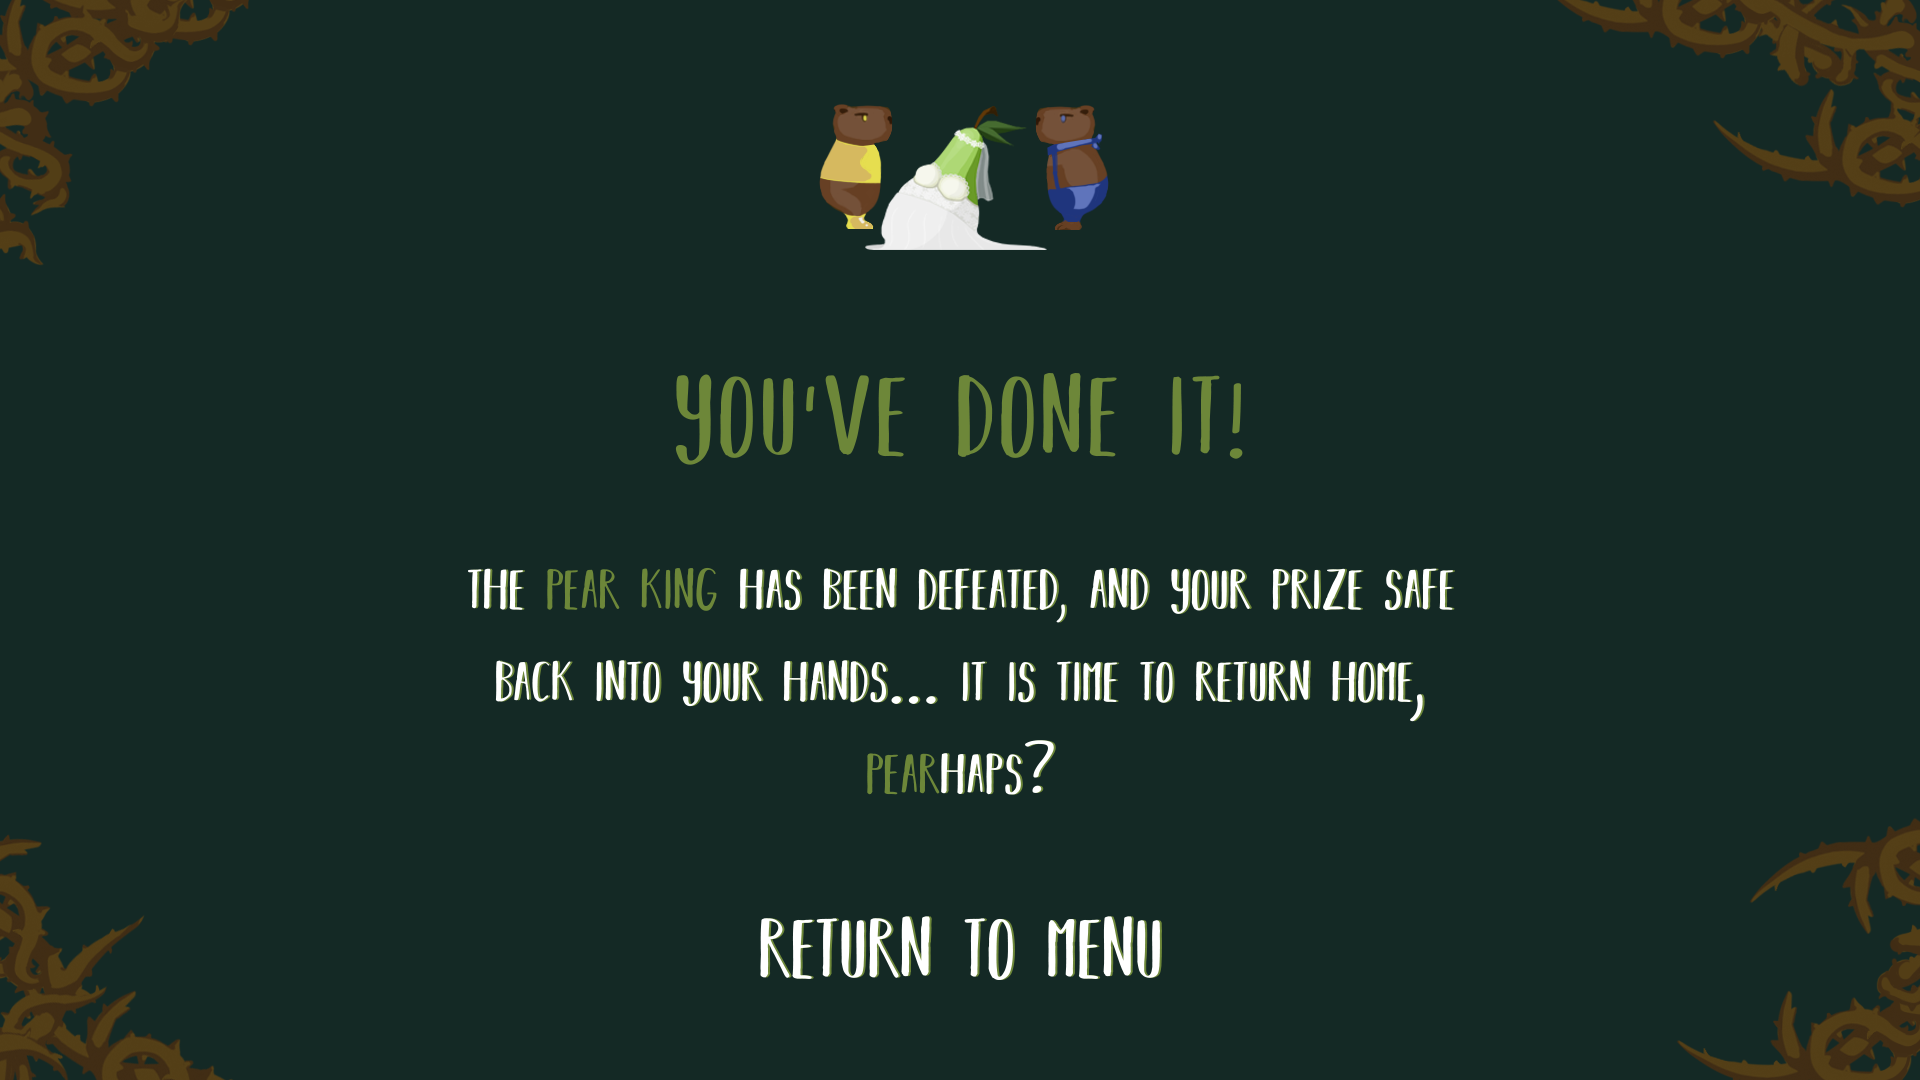 YOU'VE DONE IT!
THE PEAR KING HAS BEEN DEFEATED, AND YOUR PRIZE SAFE
BACK INTO YOUR HANDS... IT IS TIME TO RETURN HOME,
PEARHAPS?
RETURN TO MENU